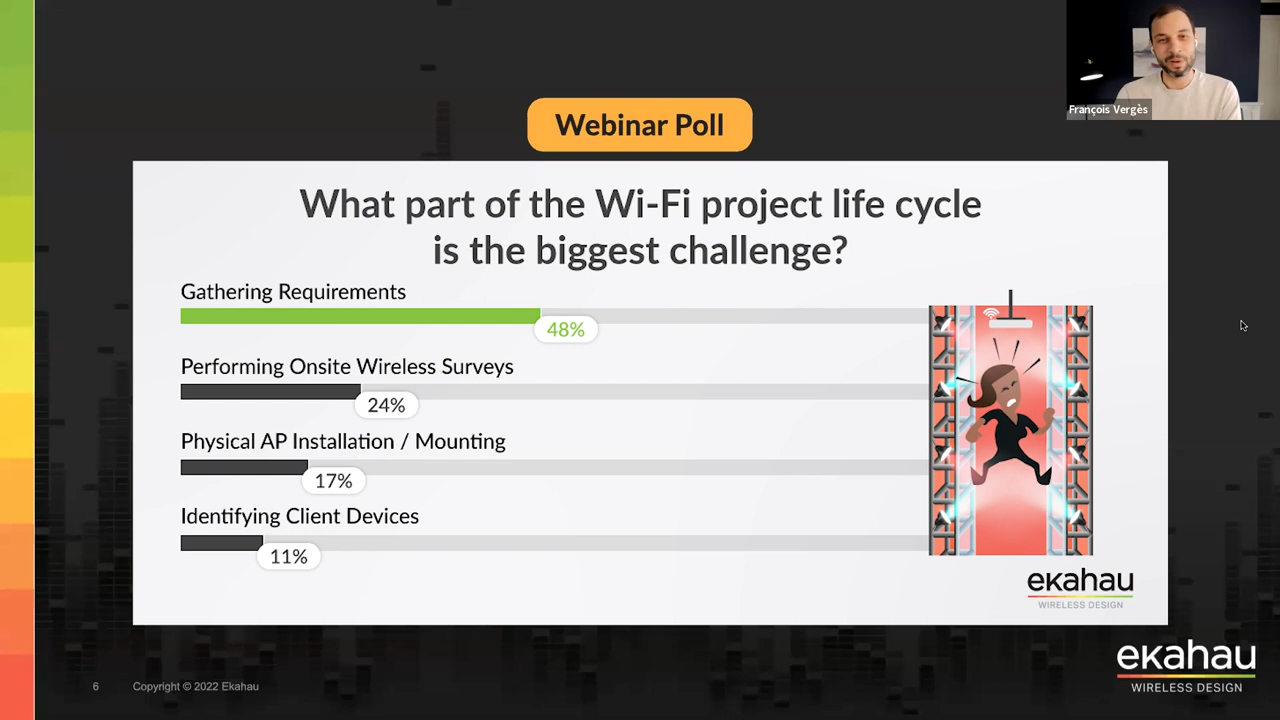 François Vergès
Webinar Poll
What part of the Wi-Fi project life cycle
is the biggest challenge?
Gathering Requirements
48%
Performing Onsite Wireless Surveys
24%
Physical AP Installation / Mounting
17%
Identifying Client Devices
11%
ekahau
WIRELESS DESIGN
ekahau
WIRELESS DESIGN
6
Copyright © 2022 Ekahau